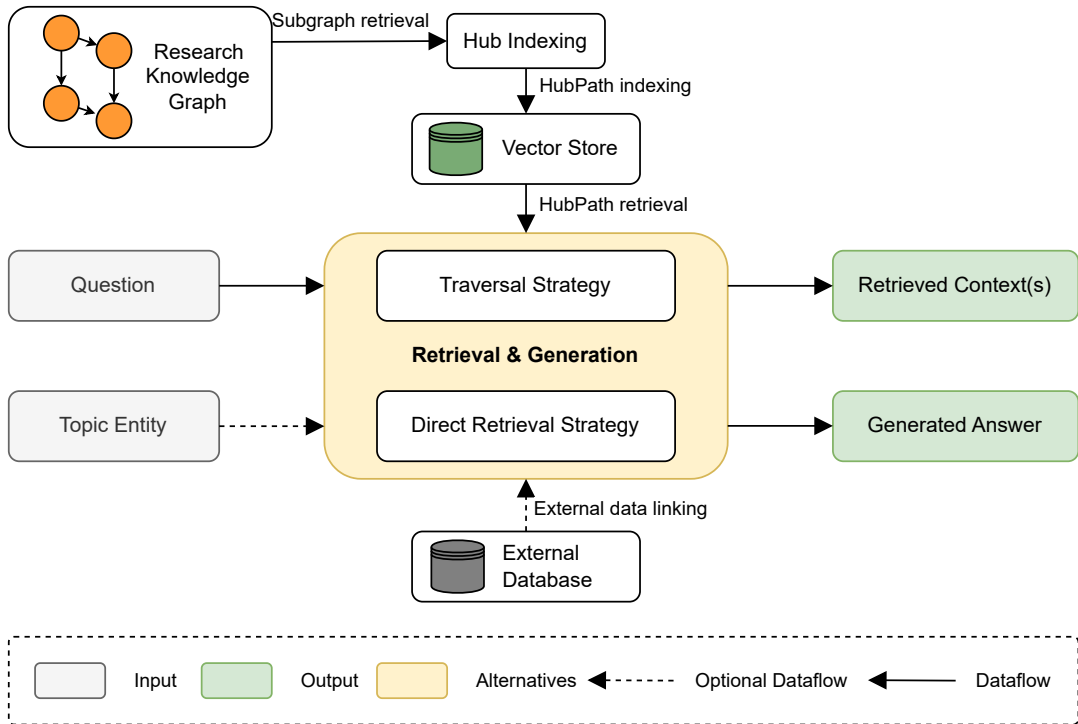 Subgraph retrieval
Research
Knowledge
Graph
Hub Indexing
HubPath indexing
Vector Store
HubPath retrieval
Question
Traversal Strategy
Retrieved Context(s)
Retrieval & Generation
Topic Entity
Direct Retrieval Strategy
Generated Answer
External data linking
External
Database
Input
Output
Alternatives
Optional Dataflow
Dataflow